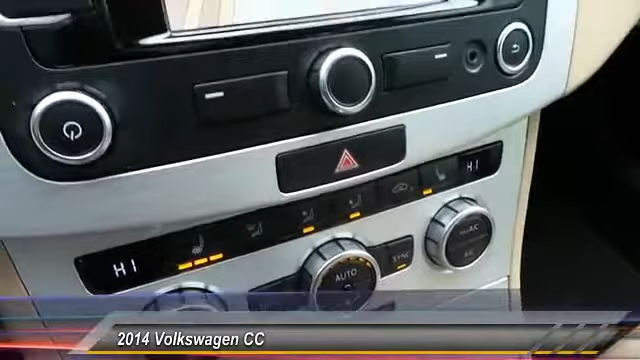 HI
HI
AUTO
SYNC
A/C
A/C
2014 Volkswagen CC